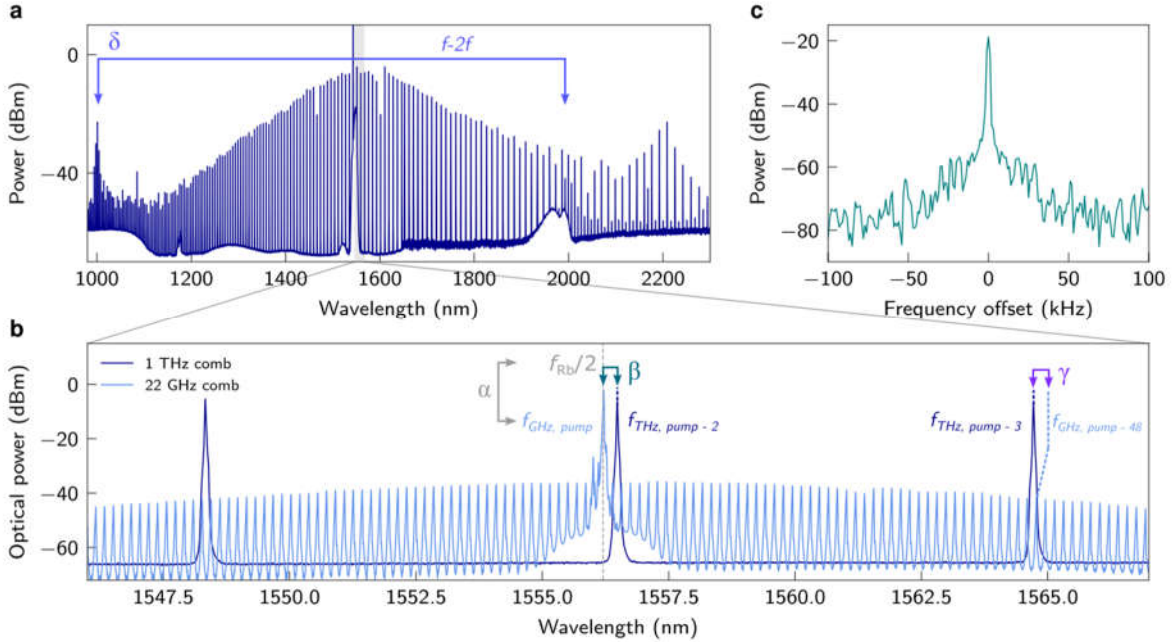 a
δ
f-2f
Power (dBm)
0
−40
1000 1200 1400 1600 1800 2000 2200
Wavelength (nm)
c
−20
−40
−60
−80
Power (dBm)
−100 −50 0 50 100
Frequency offset (kHz)
b
1 THz comb
22 GHz comb
α
fRb/2
β
γ
fGHz, pump
fTHz, pump - 2
fTHz, pump - 3
fGHz, pump - 48
Optical power (dBm)
0
−20
−40
−60
1547.5 1550.0 1552.5 1555.0 1557.5 1560.0 1562.5 1565.0
Wavelength (nm)